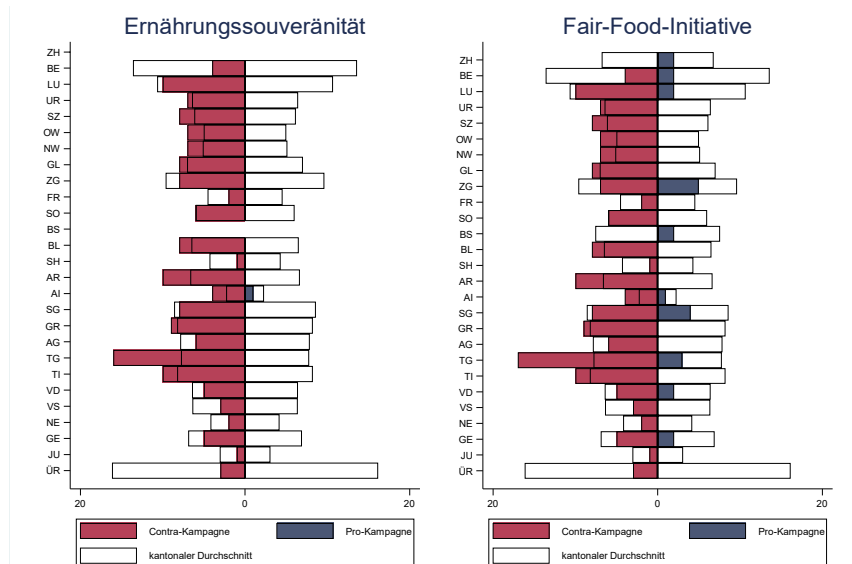 Ernährungssouveränität
ZH
BE
LU
UR
SZ
OW
NW
GL
ZG
FR
SO
BS
BL
SH
AR
AI
SG
GR
AG
TG
TI
VD
VS
NE
GE
JU
ÜR
20 0 20
Contra-Kampagne Pro-Kampagne
kantonaler Durchschnitt
Fair-Food-Initiative
ZH
BE
LU
UR
SZ
OW
NW
GL
ZG
FR
SO
BS
BL
SH
AR
AI
SG
GR
AG
TG
TI
VD
VS
NE
GE
JU
ÜR
20 0 20
Contra-Kampagne Pro-Kampagne
kantonaler Durchschnitt